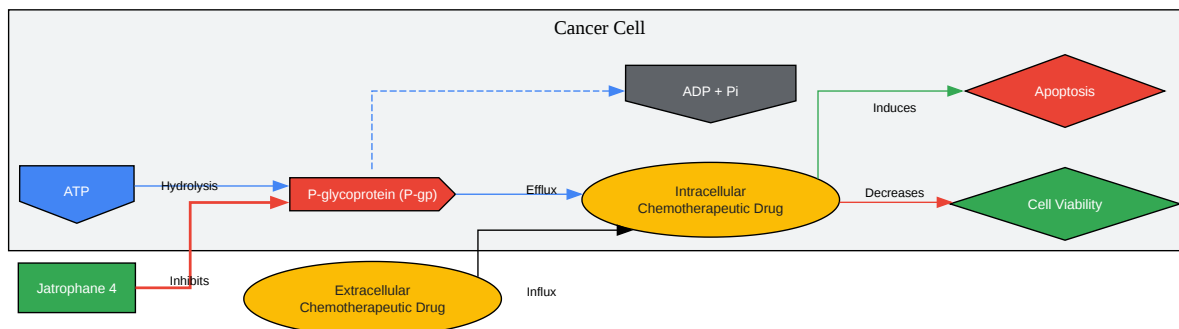 Cancer Cell
ADP + Pi
Apoptosis
Induces
ATP
Hydrolysis
P-glycoprotein (P-gp)
Efflux
Intracellular
Chemotherapeutic Drug
Decreases
Cell Viability
Jatrophane 4
Inhibits
Extracellular
Chemotherapeutic Drug
Influx